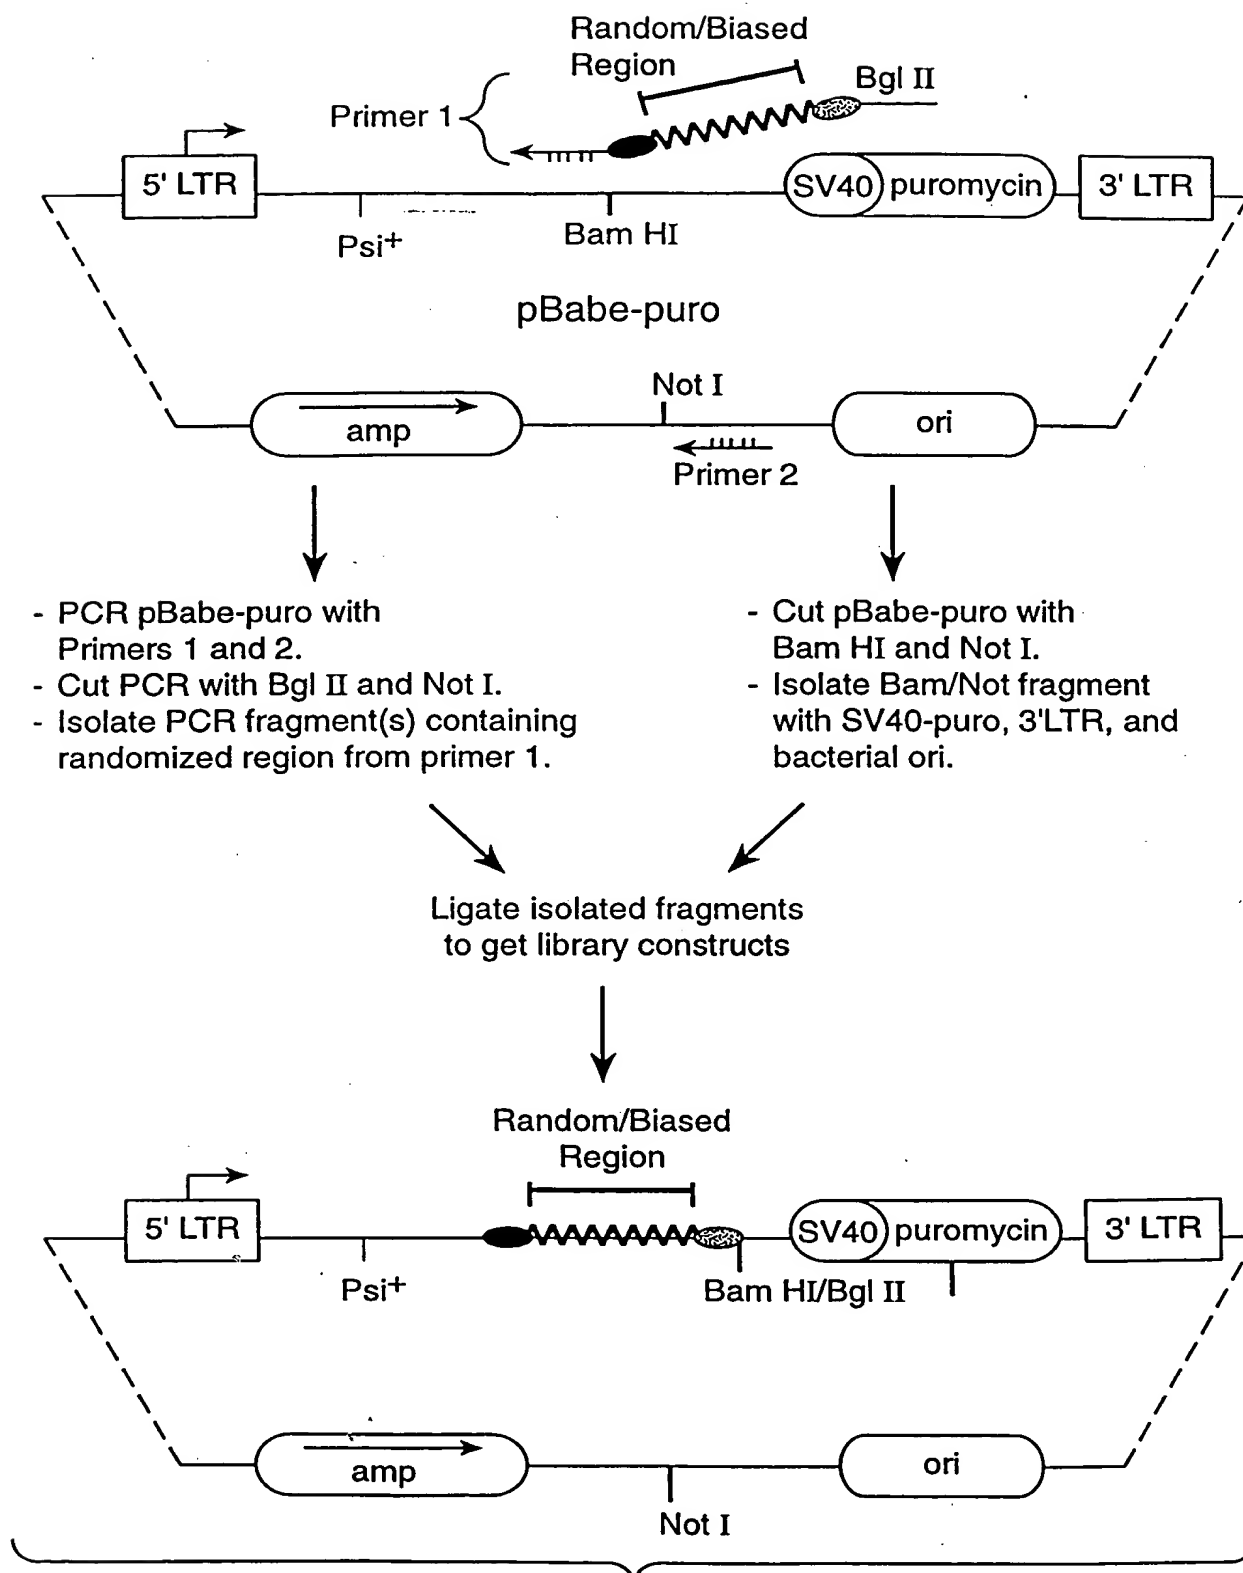 Random/Biased
Region
Bgl II
Primer 1
5' LTR
SV40
puromycin
3' LTR
Psi+
Bam HI
pBabe-puro
Not I
amp
ori
Primer 2
- PCR pBabe-puro with
Primers 1 and 2.
- Cut PCR with Bgl II and Not I.
- Isolate PCR fragment(s) containing
randomized region from primer 1.
- Cut pBabe-puro with
Bam HI and Not I.
- Isolate Bam/Not fragment
with SV40-puro, 3'LTR, and
bacterial ori.
Ligate isolated fragments
to get library constructs
Random/Biased
Region
5' LTR
SV40
puromycin
3' LTR
Psi+
Bam HI/Bgl II
amp
ori
Not I